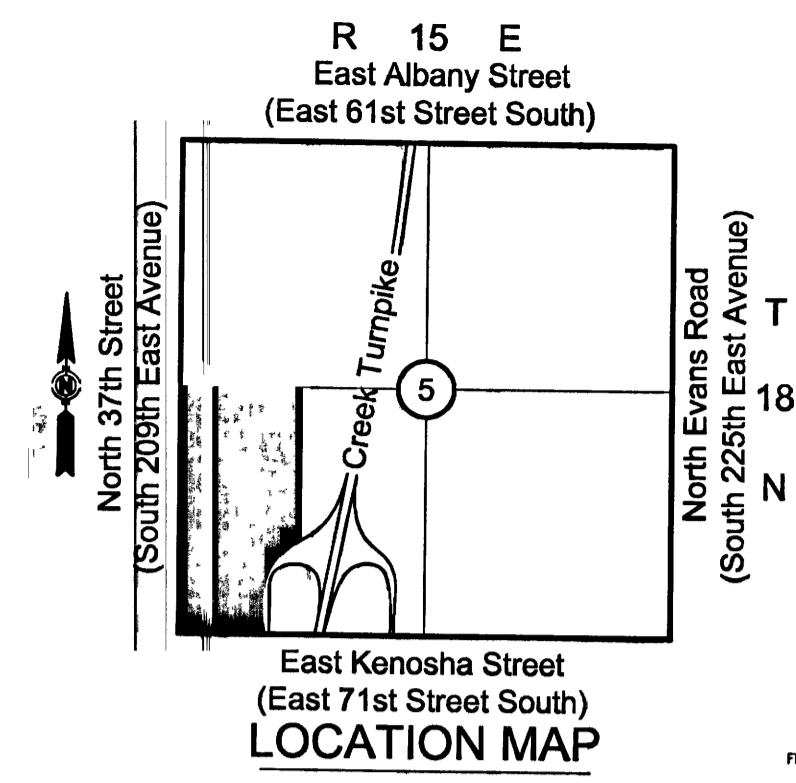 R 15 E
East Albany Street
(East 61st Street South)
North 37th Street
(South 209th East Avenue)
N
Creek Turnpike
5
North Evans Road
(South 225th East Avenue)
T
18
N
East Kenosha Street
(East 71st Street South)
LOCATION MAP